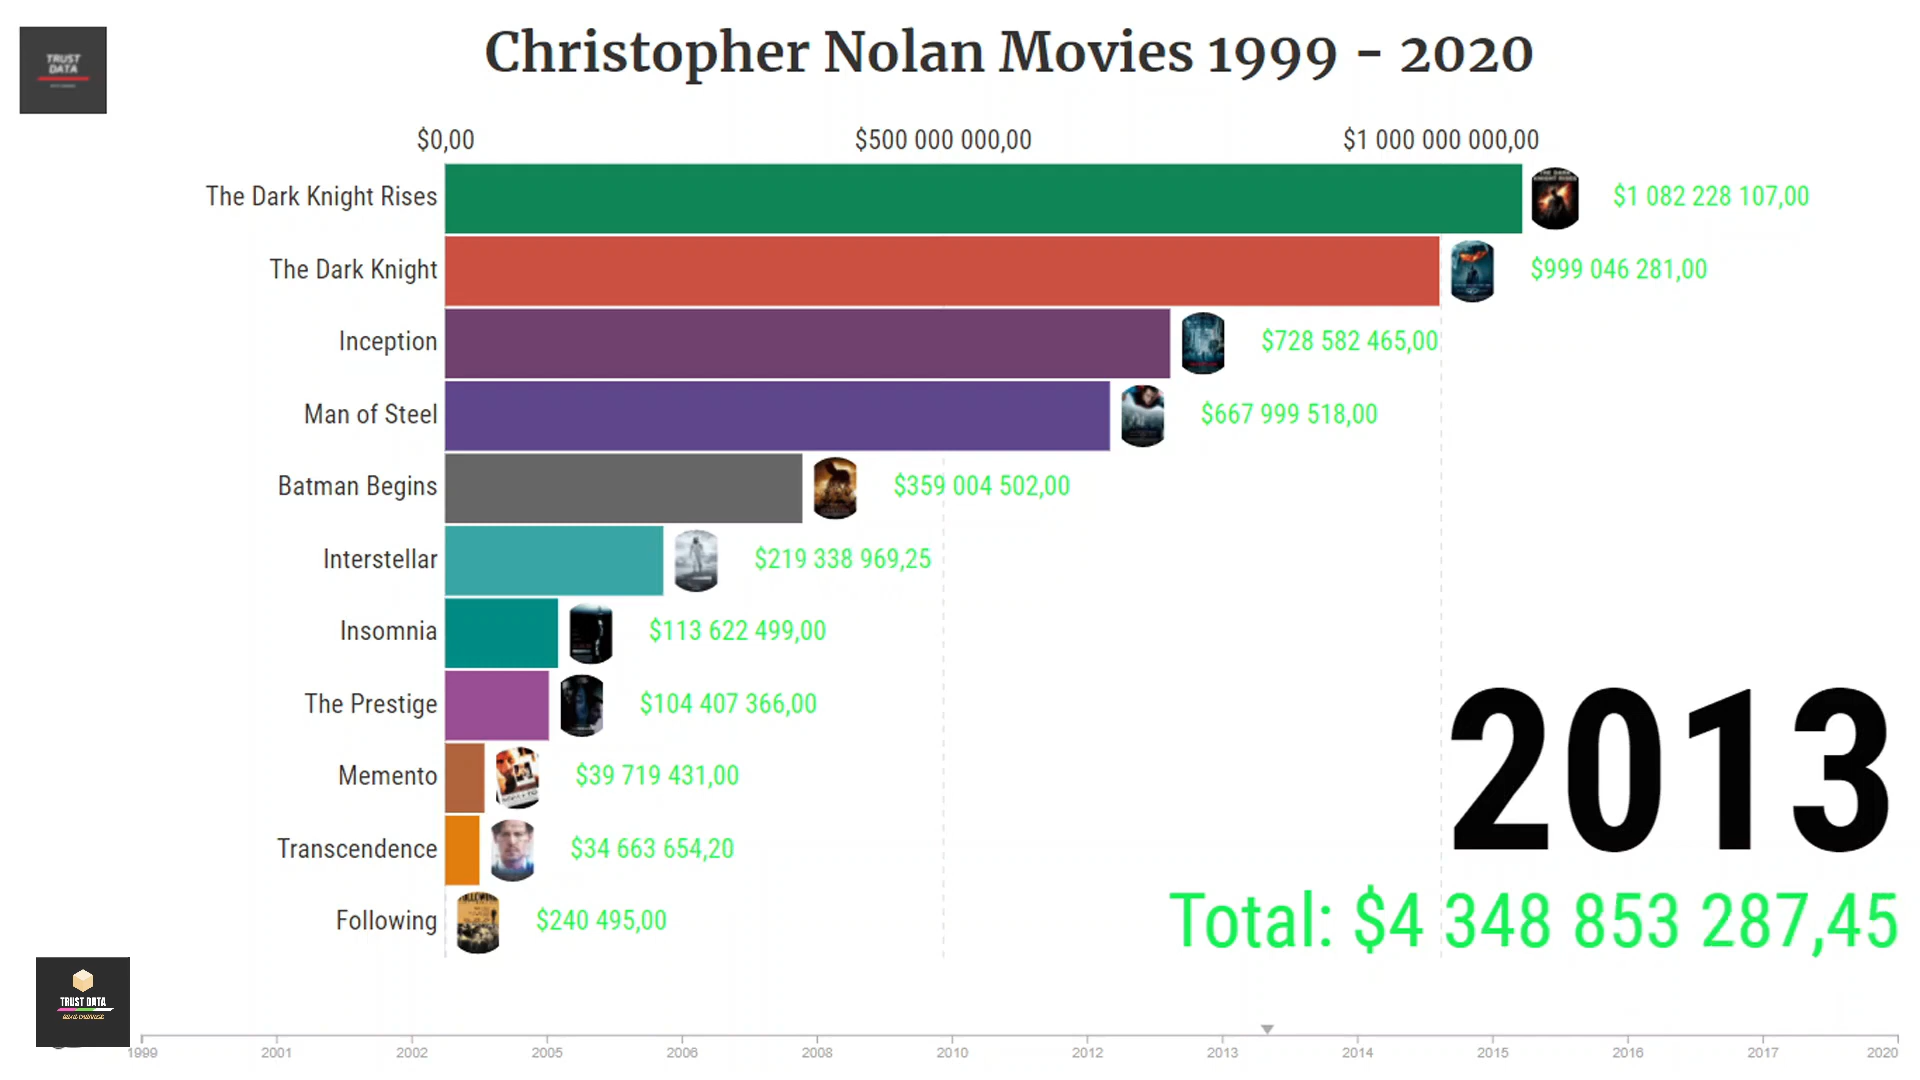 TRUST
DATA
Christopher Nolan Movies 1999 - 2020
$0,00 $500 000 000,00 $1 000 000 000,00
The Dark Knight Rises $1 082 228 107,00
The Dark Knight $999 046 281,00
Inception $728 582 465,00
Man of Steel $667 999 518,00
Batman Begins $359 004 502,00
Interstellar $219 338 969,25
Insomnia $113 622 499,00
The Prestige $104 407 366,00
Memento $39 719 431,00
Transcendence $34 663 654,20
Following $240 495,00
2013
Total: $4 348 853 287,45
TRUST DATA
1999 2001 2002 2005 2006 2008 2010 2012 2013 2014 2015 2016 2017 2020